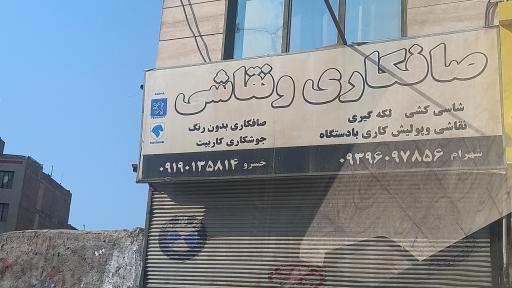 صافکاری ونقاشی
شاسی کشی لکه گیری
نقاشی وپولیش کاری بادستگاه
صافکاری بدون رنگ
جوشکاری کاربیت
شهرام ۰۹۳۹۶۰۹۷۸۵۶
خسرو ۰۹۱۹۰۱۳۵۸۱۴